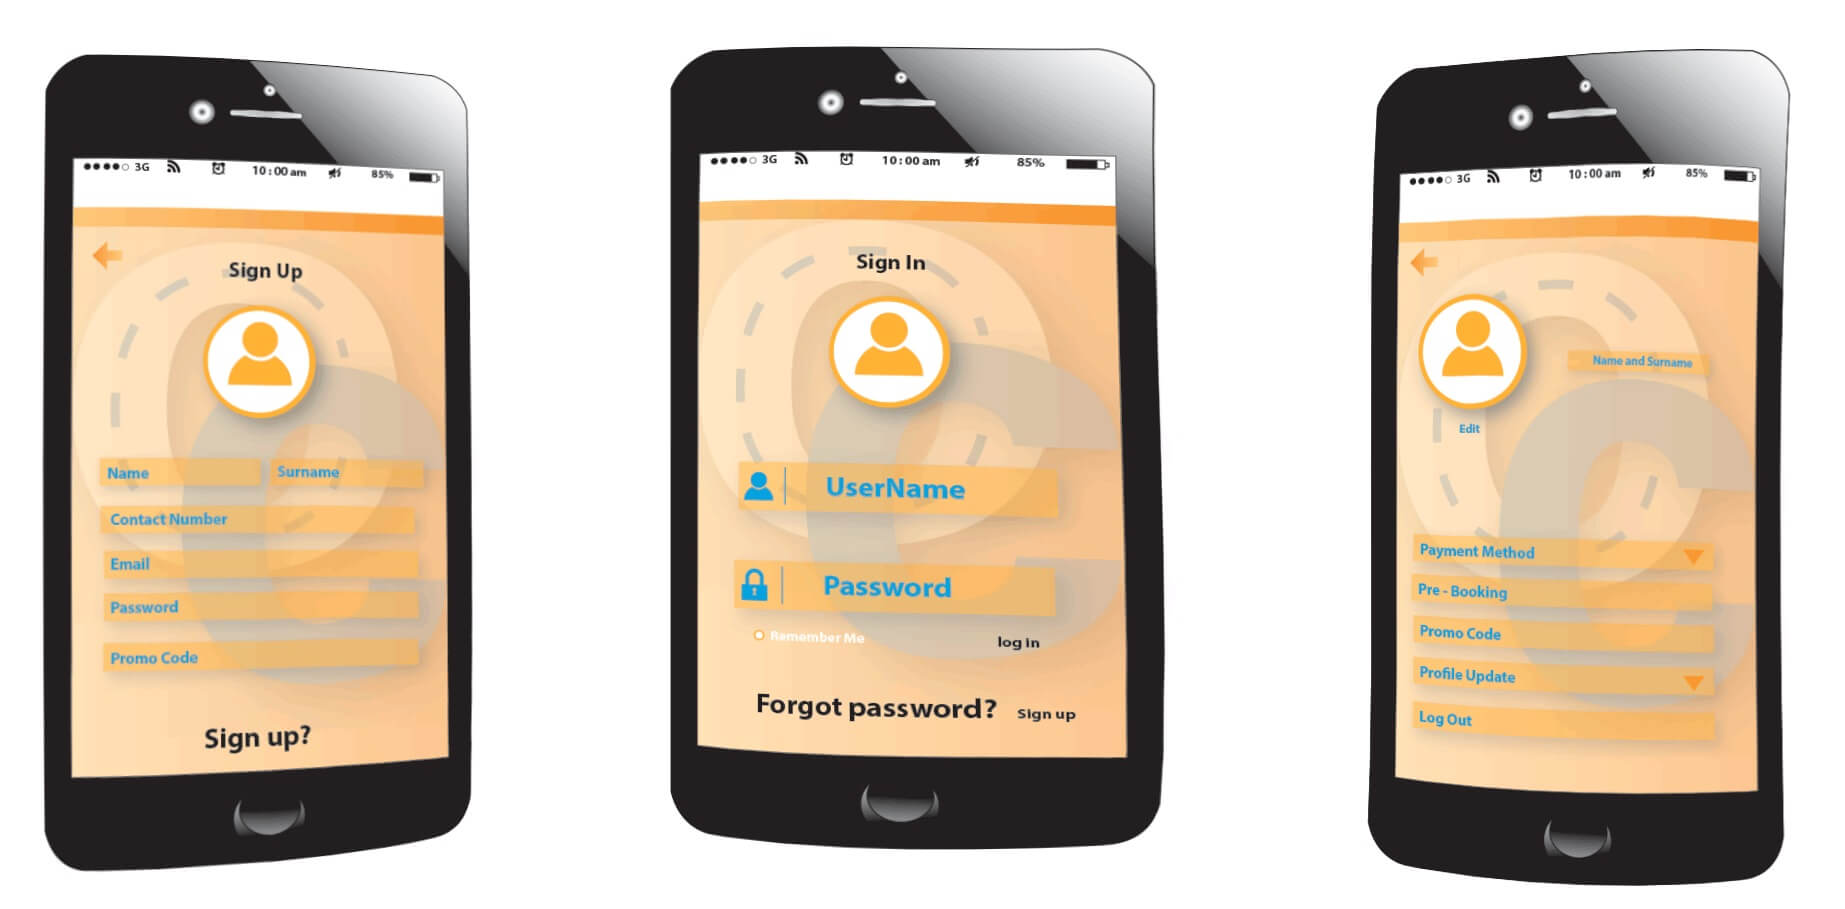 3G 10:00 am 85%
Sign Up
Name Surname
Contact Number
Email
Password
Promo Code
Sign up?
3G 10:00 am 85%
Sign In
UserName
Password
Remember Me log in
Forgot password? Sign up
3G 10:00 am 85%
Name and Surname
Edit
Payment Method
Pre - Booking
Promo Code
Profile Update
Log Out